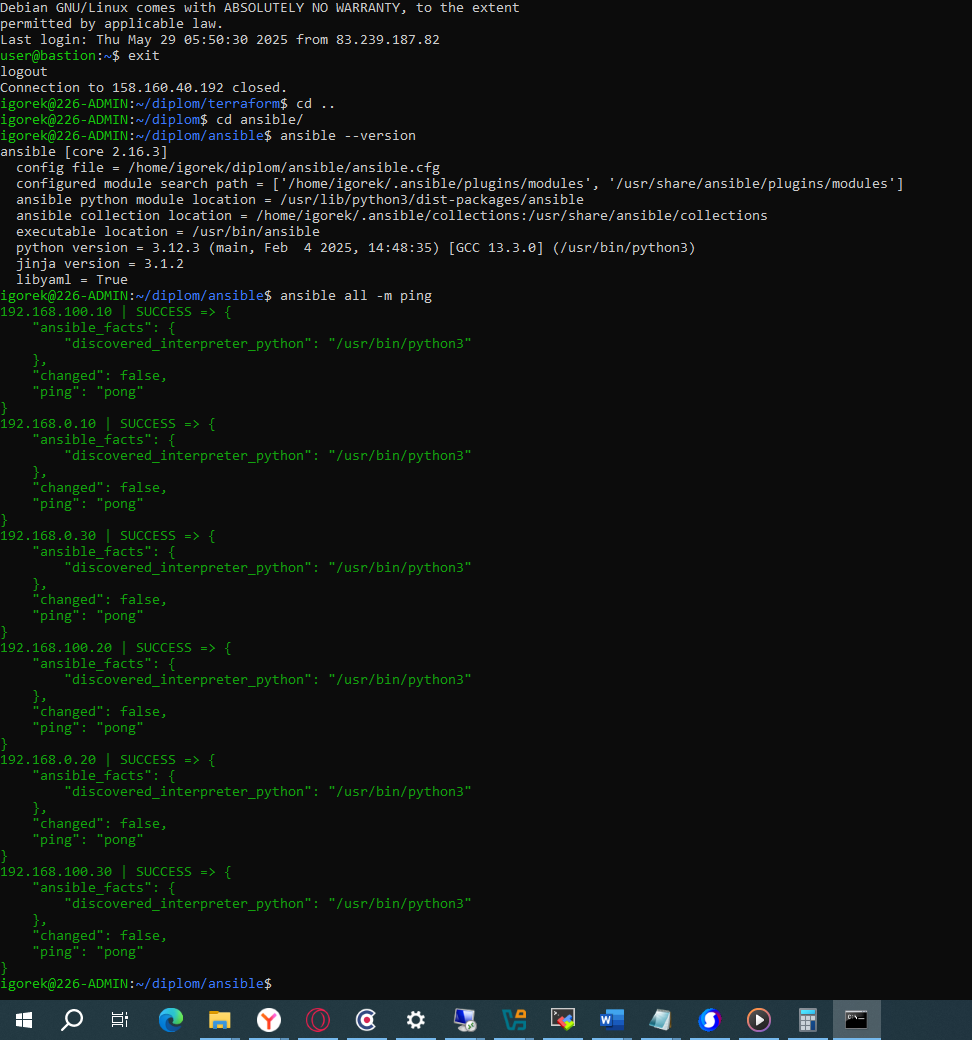 Debian GNU/Linux comes with ABSOLUTELY NO WARRANTY, to the extent
permitted by applicable law.
Last login: Thu May 29 05:50:30 2025 from 83.239.187.82
user@bastion:~$ exit
logout
Connection to 158.160.40.192 closed.
igorek@226-ADMIN:~/diplom/terraform$ cd ..
igorek@226-ADMIN:~/diplom$ cd ansible/
igorek@226-ADMIN:~/diplom/ansible$ ansible --version
ansible [core 2.16.3]
  config file = /home/igorek/diplom/ansible/ansible.cfg
  configured module search path = ['/home/igorek/.ansible/plugins/modules', '/usr/share/ansible/plugins/modules']
  ansible python module location = /usr/lib/python3/dist-packages/ansible
  ansible collection location = /home/igorek/.ansible/collections:/usr/share/ansible/collections
  executable location = /usr/bin/ansible
  python version = 3.12.3 (main, Feb  4 2025, 14:48:35) [GCC 13.3.0] (/usr/bin/python3)
  jinja version = 3.1.2
  libyaml = True
igorek@226-ADMIN:~/diplom/ansible$ ansible all -m ping
192.168.100.10 | SUCCESS => {
    "ansible_facts": {
        "discovered_interpreter_python": "/usr/bin/python3"
    },
    "changed": false,
    "ping": "pong"
}
192.168.0.10 | SUCCESS => {
    "ansible_facts": {
        "discovered_interpreter_python": "/usr/bin/python3"
    },
    "changed": false,
    "ping": "pong"
}
192.168.0.30 | SUCCESS => {
    "ansible_facts": {
        "discovered_interpreter_python": "/usr/bin/python3"
    },
    "changed": false,
    "ping": "pong"
}
192.168.100.20 | SUCCESS => {
    "ansible_facts": {
        "discovered_interpreter_python": "/usr/bin/python3"
    },
    "changed": false,
    "ping": "pong"
}
192.168.0.20 | SUCCESS => {
    "ansible_facts": {
        "discovered_interpreter_python": "/usr/bin/python3"
    },
    "changed": false,
    "ping": "pong"
}
192.168.100.30 | SUCCESS => {
    "ansible_facts": {
        "discovered_interpreter_python": "/usr/bin/python3"
    },
    "changed": false,
    "ping": "pong"
}
igorek@226-ADMIN:~/diplom/ansible$